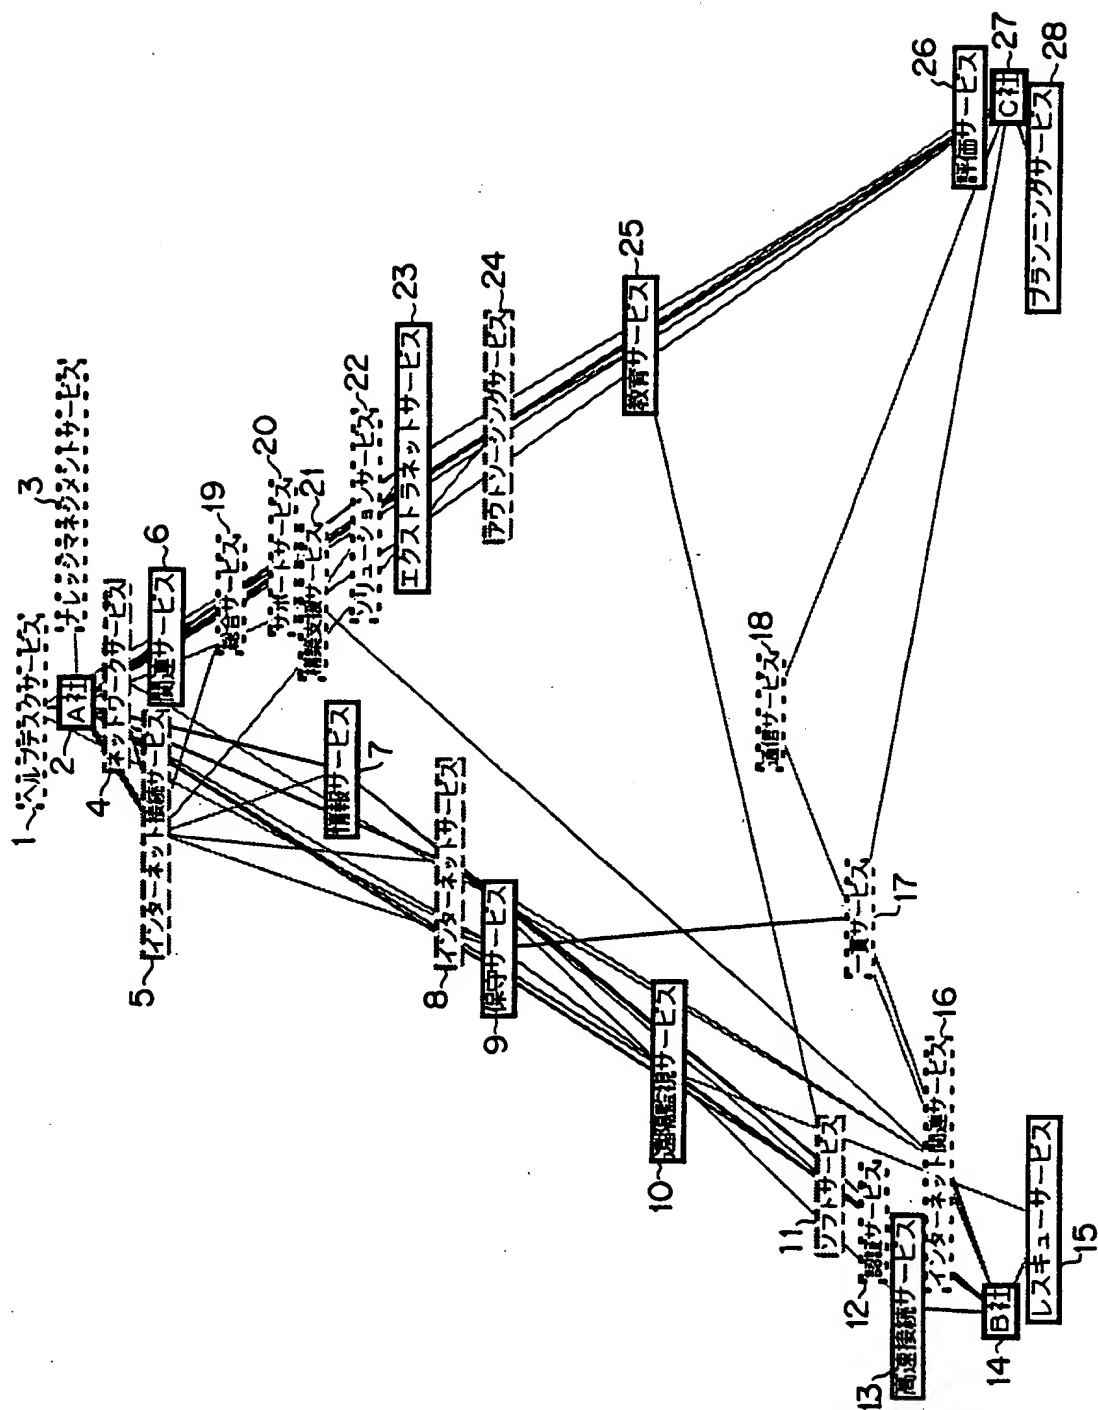 1 ヘルプデスクサービス
2 A社
3 ナレッジマネジメントサービス
4 ネットワークサービス
5 インターネット接続サービス
6 関連サービス
7 情報サービス
8 インターネットサービス
9 保守サービス
10 遠隔監視サービス
11 ソフトサービス
12 認証サービス
13 高速接続サービス
14 B社
15 レスキューサービス
16 インターネット関連サービス
17 一貫サービス
18 通信サービス
19 総合サービス
20 サポートサービス
21 構築支援サービス
22 ソリューションサービス
23 エクストラネットサービス
24 アウトソーシングサービス
25 教育サービス
26 評価サービス
27 C社
28 プランニングサービス